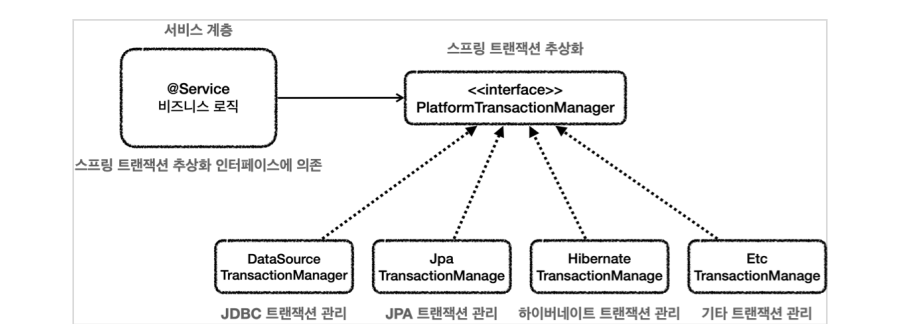 서비스 계층
스프링 트랜잭션 추상화
@Service
비즈니스 로직
<<interface>>
PlatformTransactionManager
스프링 트랜잭션 추상화 인터페이스에 의존
DataSource
TransactionManager
Jpa
TransactionManage
Hibernate
TransactionManage
Etc
TransactionManage
JDBC 트랜잭션 관리
JPA 트랜잭션 관리
하이버네이트 트랜잭션 관리
기타 트랜잭션 관리